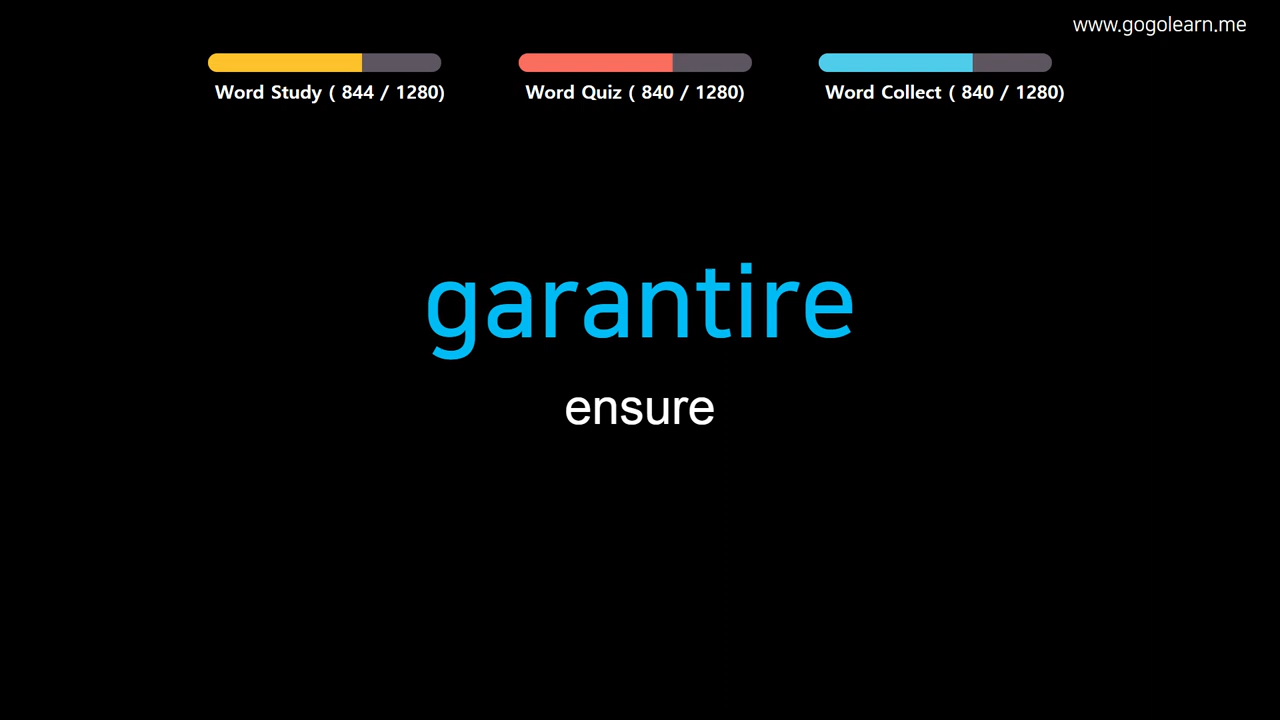 www.gogolearn.me
Word Study ( 844 / 1280)
Word Quiz ( 840 / 1280)
Word Collect ( 840 / 1280)
garantire
ensure